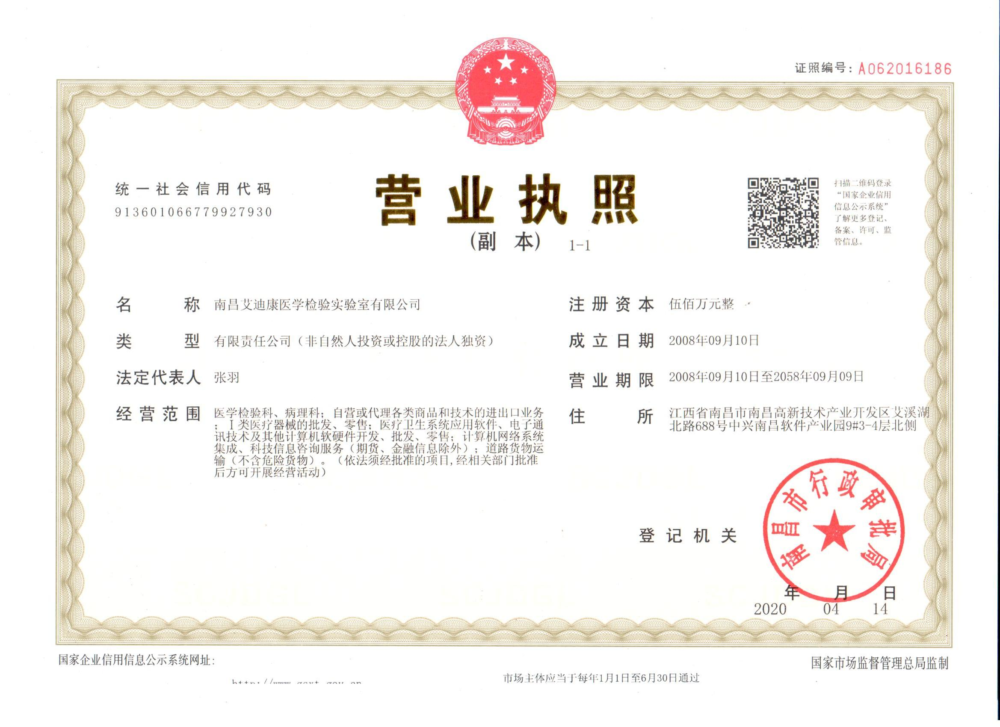 证照编号：A062016186
统一社会信用代码
913601066779927930
营业执照
(副 本) 1-1
扫描二维码登录
“国家企业信用
信息公示系统”
了解更多登记、
备案、许可、监
管信息。
名 称 南昌艾迪康医学检验实验室有限公司
类 型 有限责任公司（非自然人投资或控股的法人独资）
法定代表人 张羽
经营范围 医学检验科、病理科；自营或代理各类商品和技术的进出口业务
；Ⅰ类医疗器械的批发、零售；医疗卫生系统应用软件、电子通
讯技术及其他计算机软硬件开发、批发、零售；计算机网络系统
集成、科技信息咨询服务（期货、金融信息除外）；道路货物运
输（不含危险货物）。（依法须经批准的项目,经相关部门批准
后方可开展经营活动）
注册资本 伍佰万元整
成立日期 2008年09月10日
营业期限 2008年09月10日至2058年09月09日
住 所 江西省南昌市南昌高新技术产业开发区艾溪湖
北路688号中兴南昌软件产业园9#3-4层北侧
登记机关
南昌市行政审批局
年 月 日
2020 04 14
国家企业信用信息公示系统网址：
http://www.gsxt.gov.cn
市场主体应当于每年1月1日至6月30日通过
国家市场监督管理总局监制